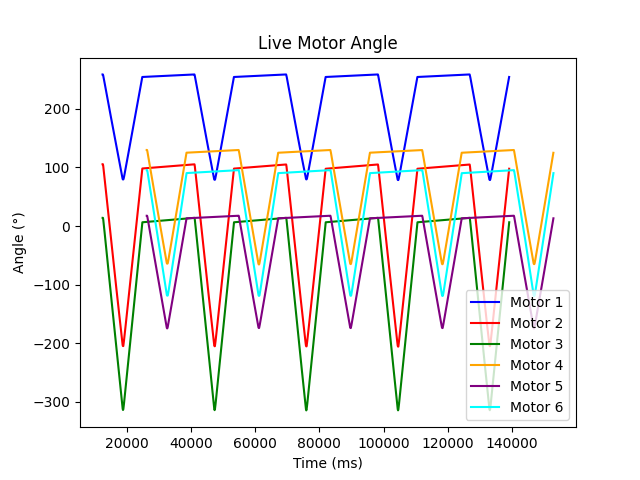 Live Motor Angle
Angle (°)
200
100
0
−100
−200
−300
20000 40000 60000 80000 100000 120000 140000
Time (ms)
Motor 1
Motor 2
Motor 3
Motor 4
Motor 5
Motor 6